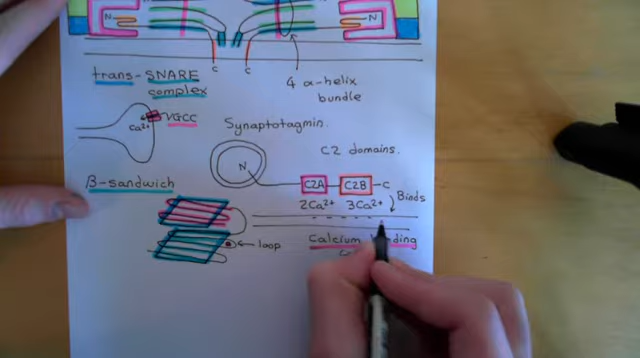 N
N
C
C
trans-SNARE
complex
4 α-helix
bundle
VGCC
Ca²⁺
Synaptotagmin
C2 domains.
N
C2A
C2B
C
β-sandwich
2Ca²⁺
3Ca²⁺
Binds
loop
Calcium binding